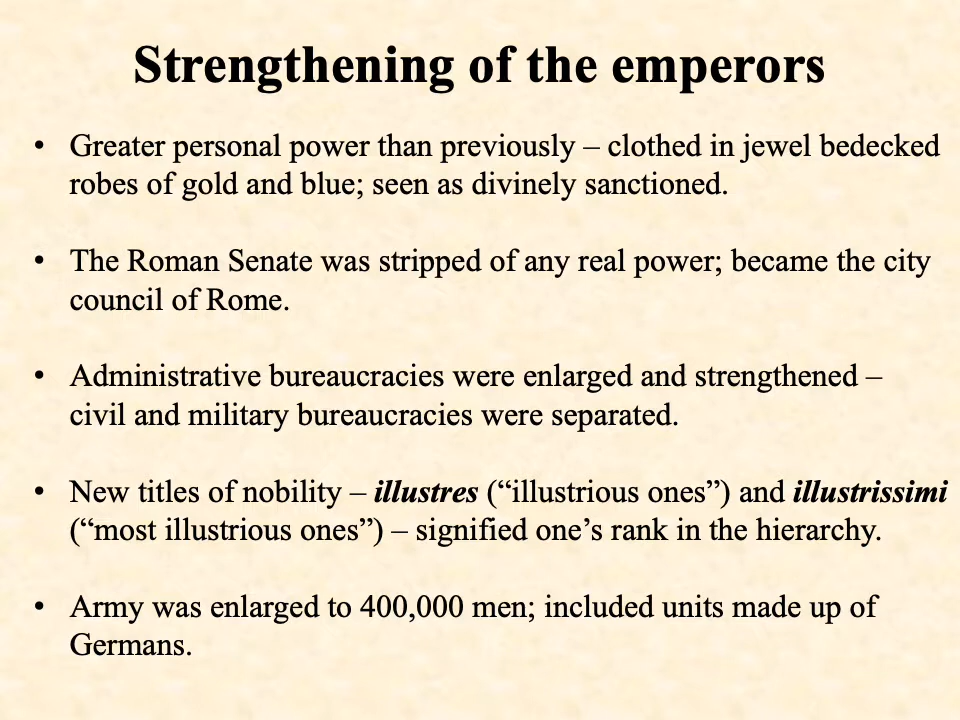 Strengthening of the emperors
• Greater personal power than previously – clothed in jewel bedecked
robes of gold and blue; seen as divinely sanctioned.
• The Roman Senate was stripped of any real power; became the city
council of Rome.
• Administrative bureaucracies were enlarged and strengthened –
civil and military bureaucracies were separated.
• New titles of nobility – illustres (“illustrious ones”) and illustrissimi
(“most illustrious ones”) – signified one’s rank in the hierarchy.
• Army was enlarged to 400,000 men; included units made up of
Germans.